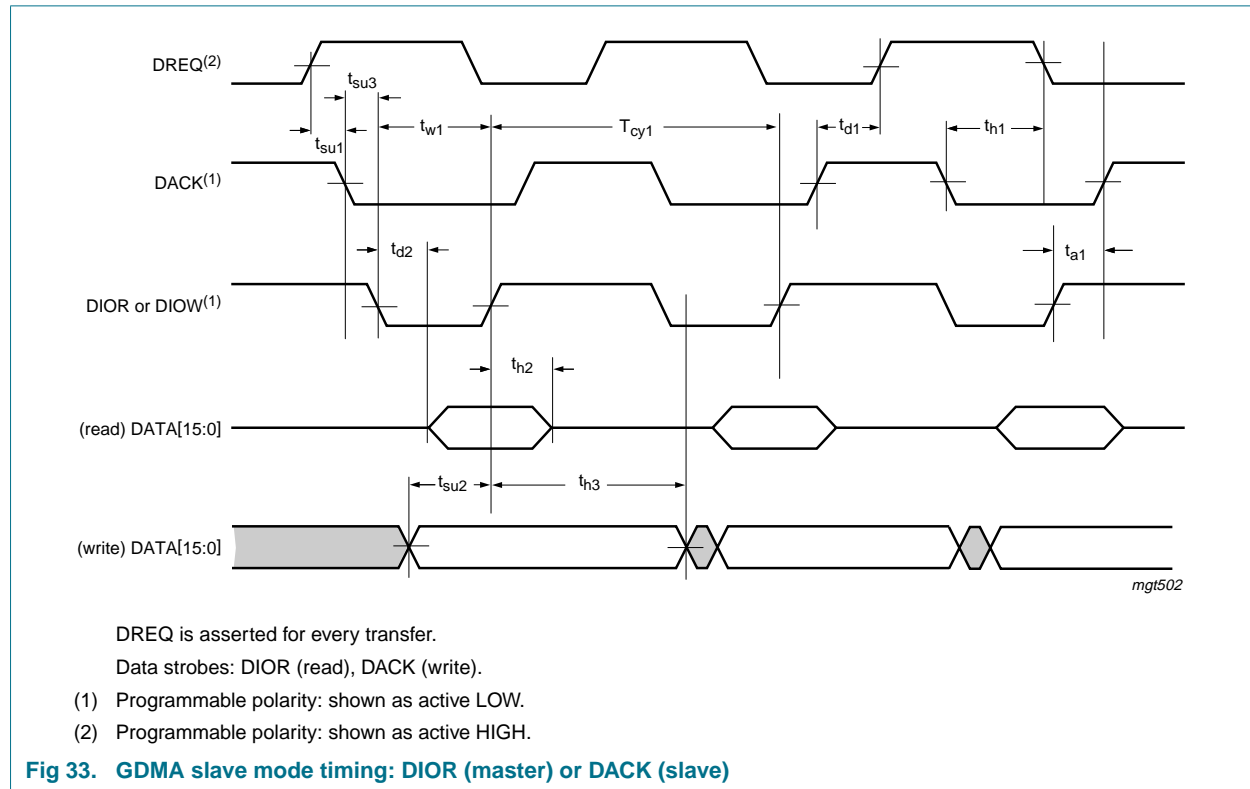 DREQ(2)
tsu3
tw1
Tcy1
td1
th1
tsu1
DACK(1)
td2
ta1
DIOR or DIOW(1)
th2
(read) DATA[15:0]
tsu2
th3
(write) DATA[15:0]
mgt502
DREQ is asserted for every transfer.
Data strobes: DIOR (read), DACK (write).
(1) Programmable polarity: shown as active LOW.
(2) Programmable polarity: shown as active HIGH.
Fig 33. GDMA slave mode timing: DIOR (master) or DACK (slave)